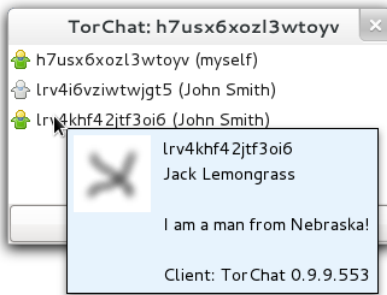 TorChat: h7usx6xozl3wtoyv
h7usx6xozl3wtoyv (myself)
lrv4i6vziwtwjgt5 (John Smith)
lrv4khf42jtf3oi6 (John Smith)
lrv4khf42jtf3oi6
Jack Lemongrass
I am a man from Nebraska!
Client: TorChat 0.9.9.553